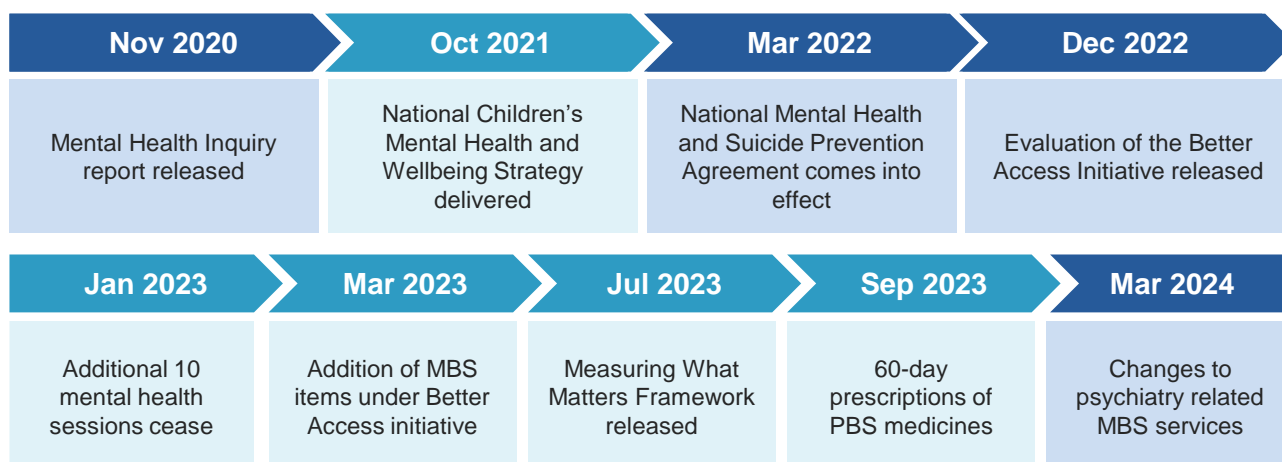 Nov 2020
Oct 2021
Mar 2022
Dec 2022
Mental Health Inquiry
report released
National Children’s
Mental Health and
Wellbeing Strategy
delivered
National Mental Health
and Suicide Prevention
Agreement comes into
effect
Evaluation of the Better
Access Initiative released
Jan 2023
Mar 2023
Jul 2023
Sep 2023
Mar 2024
Additional 10
mental health
sessions cease
Addition of MBS
items under Better
Access initiative
Measuring What
Matters Framework
released
60-day
prescriptions of
PBS medicines
Changes to
psychiatry related
MBS services